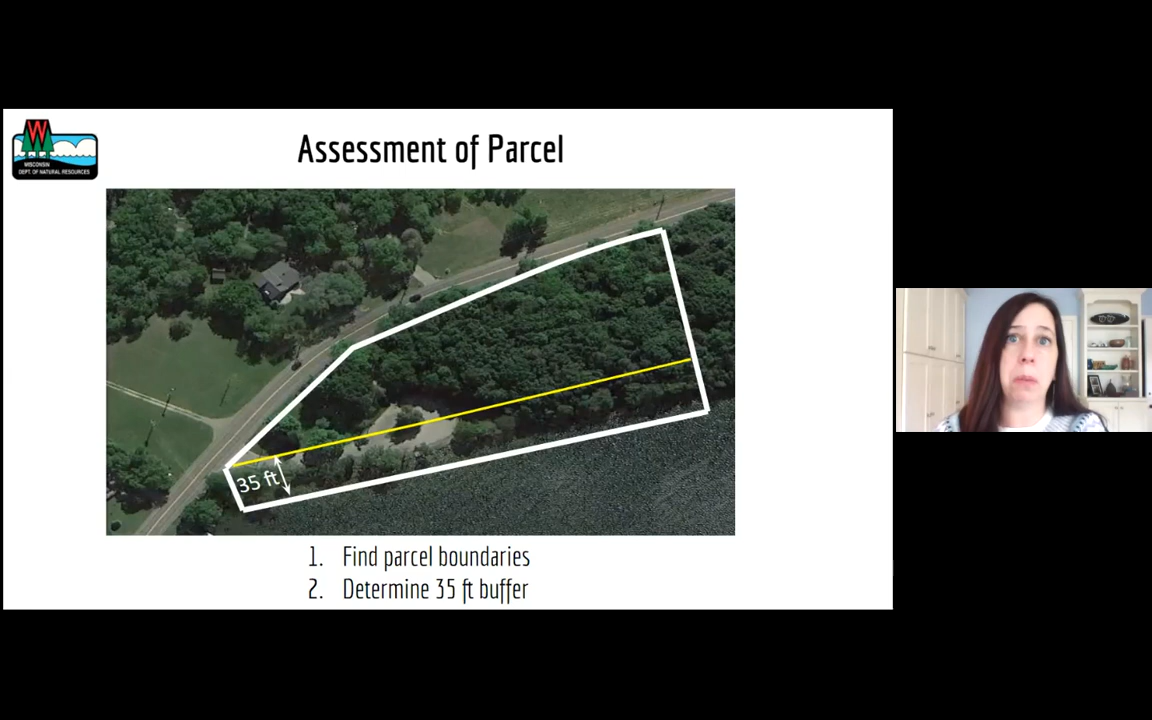 W
WISCONSIN
DEPT. OF NATURAL RESOURCES
Assessment of Parcel
35 ft
1. Find parcel boundaries
2. Determine 35 ft buffer